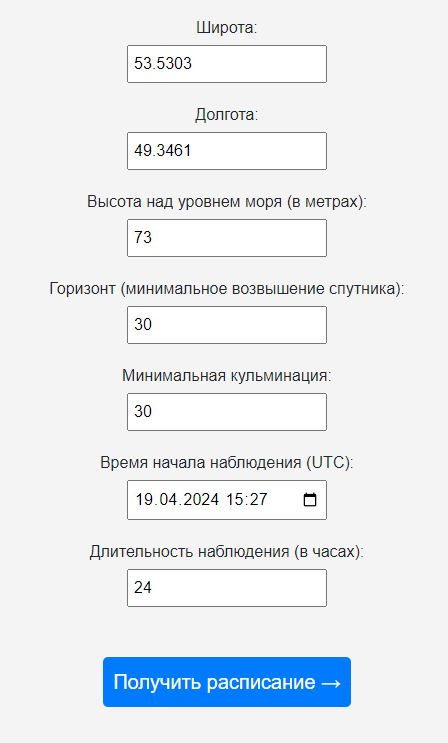 Широта:
53.5303
Долгота:
49.3461
Высота над уровнем моря (в метрах):
73
Горизонт (минимальное возвышение спутника):
30
Минимальная кульминация:
30
Время начала наблюдения (UTC):
19.04.2024 15:27
Длительность наблюдения (в часах):
24
Получить расписание →